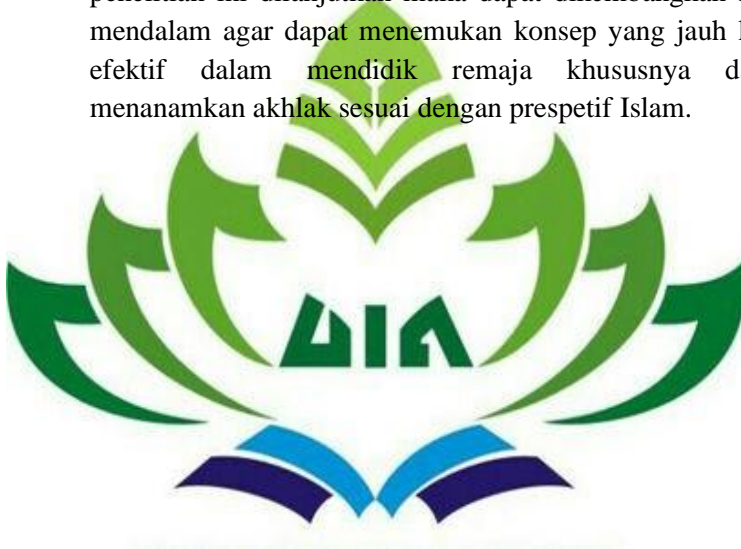 mendalam agar dapat menemukan konsep yang jauh
efektif dalam mendidik remaja khususnya
menanamkan akhlak sesuai dengan prespetif Islam.
UIN